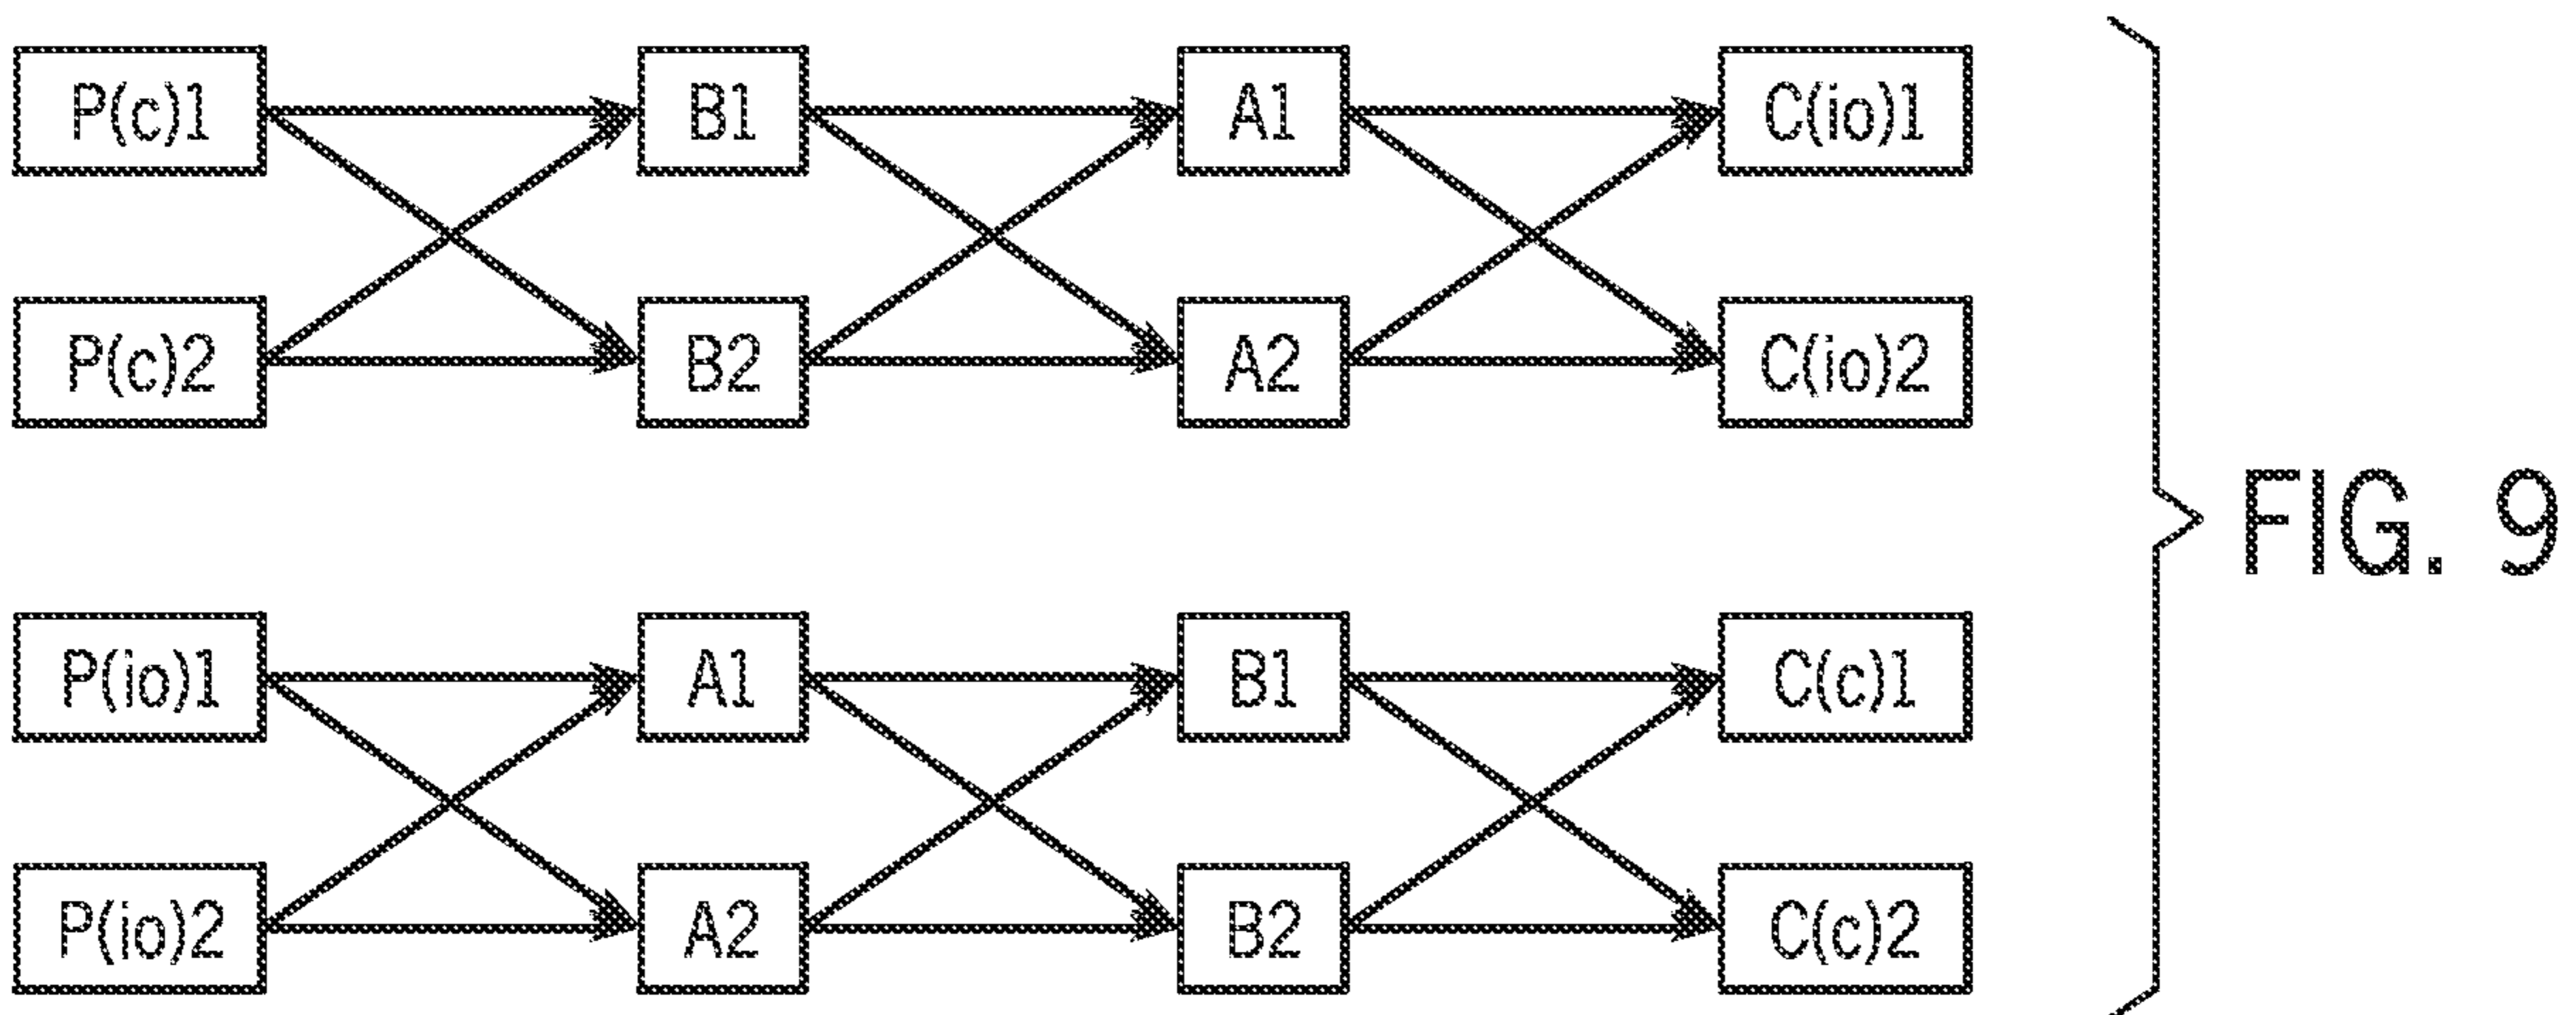 P(c)1 B1 A1 C(io)1
P(c)2 B2 A2 C(io)2
FIG. 9
P(io)1 A1 B1 C(c)1
P(io)2 A2 B2 C(c)2